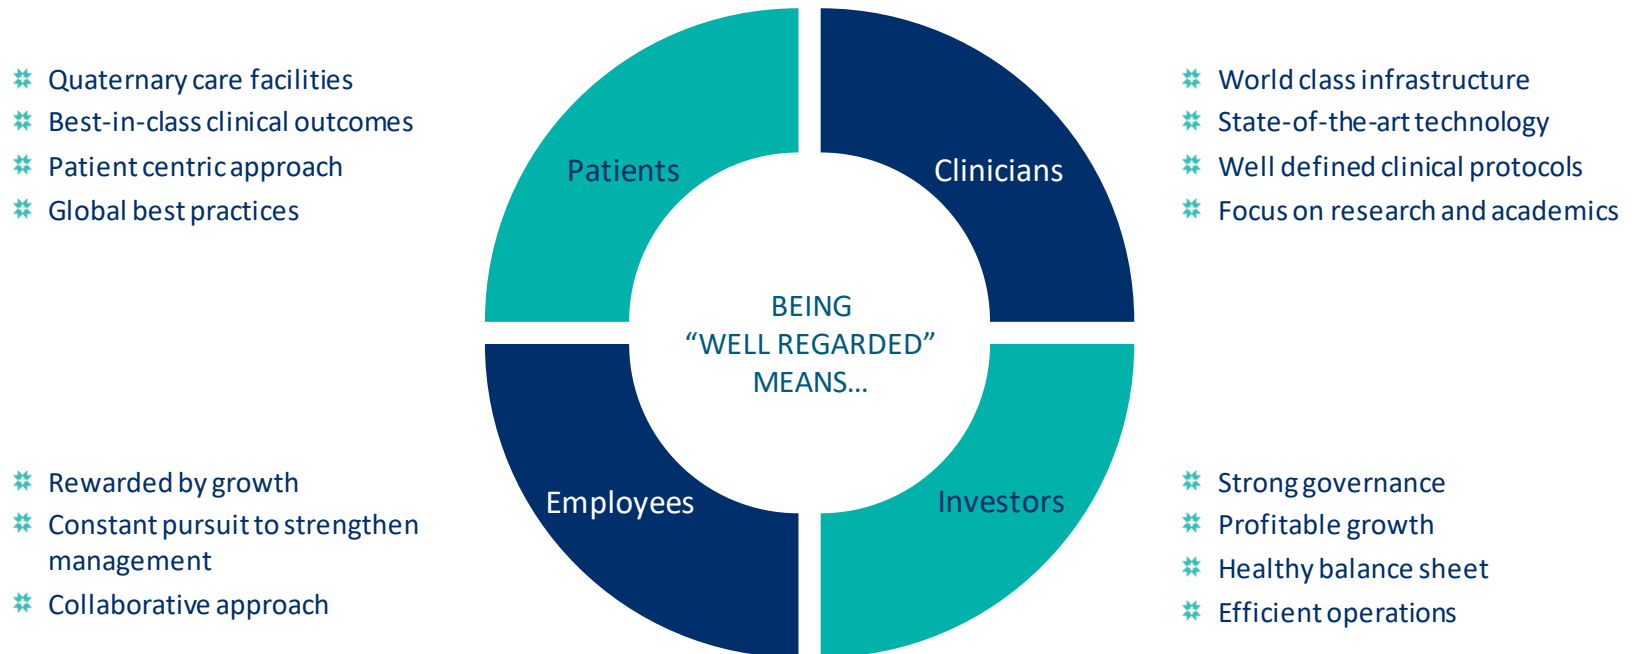 Quaternary care facilities
Best-in-class clinical outcomes
Patient centric approach
Global best practices
Patients
Clinicians
World class infrastructure
State-of-the-art technology
Well defined clinical protocols
Focus on research and academics
BEING
“WELL REGARDED”
MEANS...
Rewarded by growth
Constant pursuit to strengthen
management
Collaborative approach
Employees
Investors
Strong governance
Profitable growth
Healthy balance sheet
Efficient operations